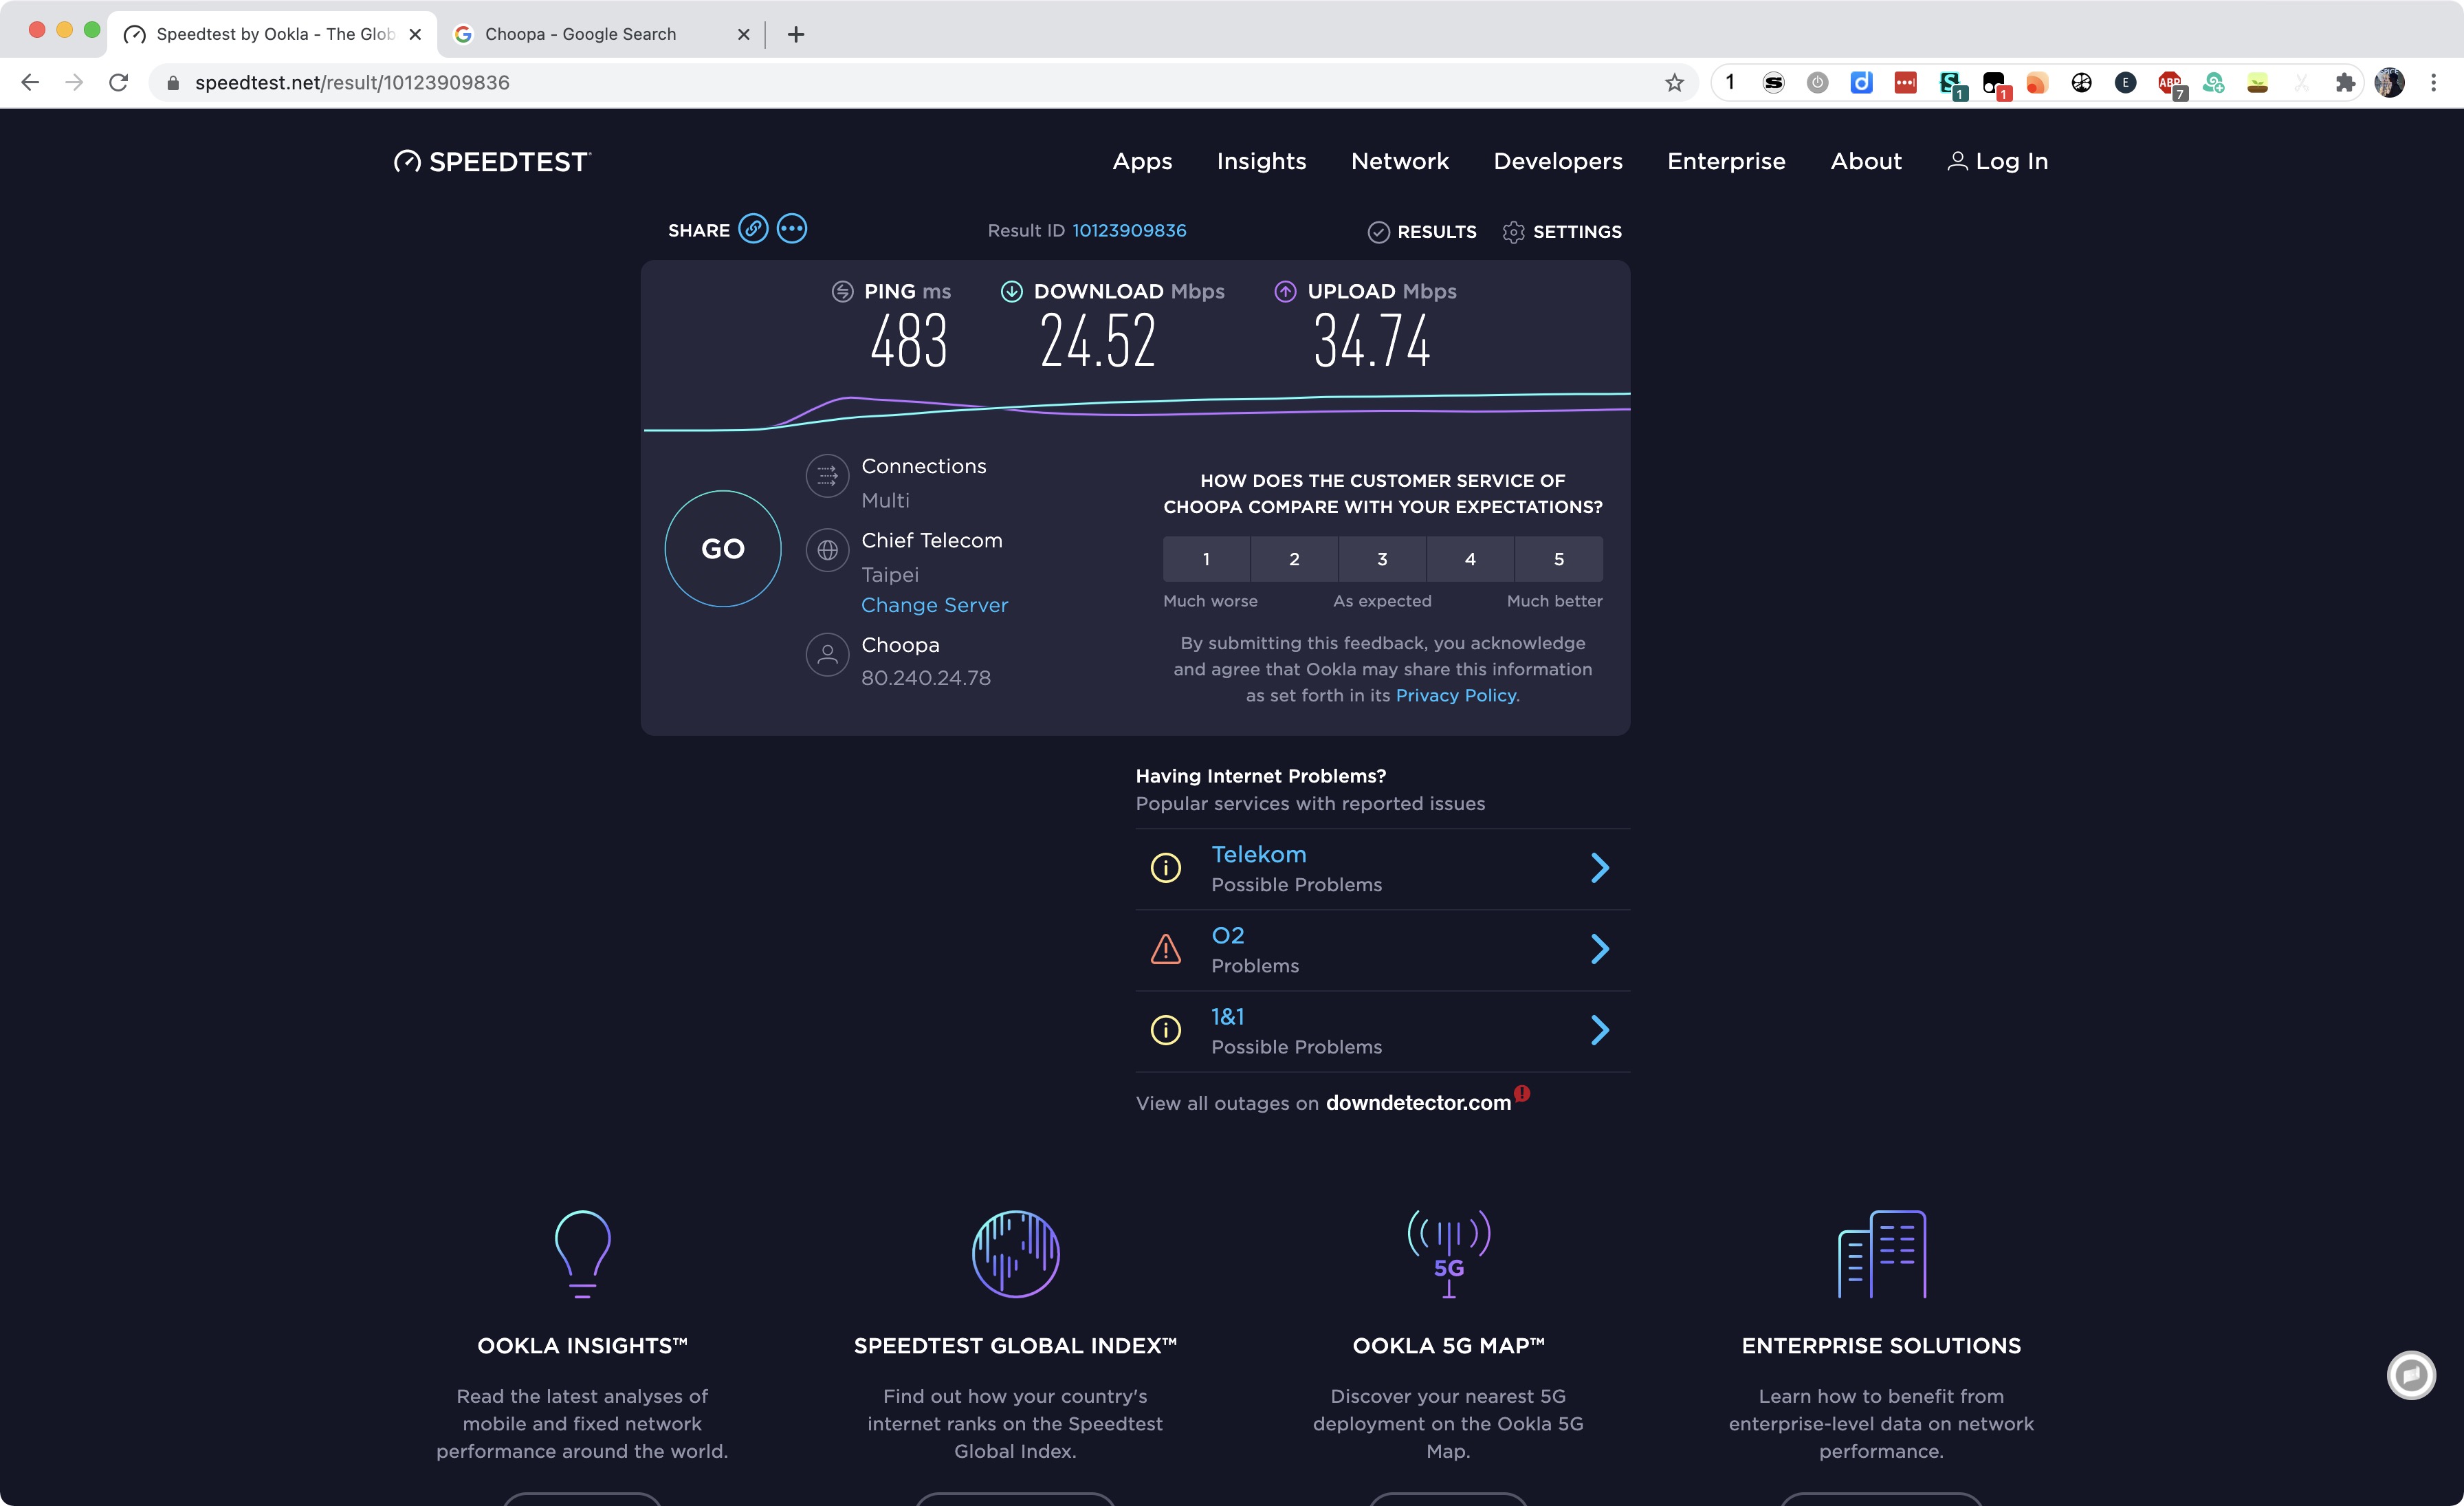 Speedtest by Ookla - The Glob
Choopa - Google Search
speedtest.net/result/10123909836
1
1
1
E
ABP
7
SPEEDTEST
Apps
Insights
Network
Developers
Enterprise
About
Log In
SHARE
Result ID 10123909836
RESULTS
SETTINGS
PING ms
DOWNLOAD Mbps
UPLOAD Mbps
483
24.52
34.74
GO
Connections
Multi
Chief Telecom
Taipei
Change Server
Choopa
80.240.24.78
HOW DOES THE CUSTOMER SERVICE OF
CHOOPA COMPARE WITH YOUR EXPECTATIONS?
1
2
3
4
5
Much worse
As expected
Much better
By submitting this feedback, you acknowledge
and agree that Ookla may share this information
as set forth in its Privacy Policy.
Having Internet Problems?
Popular services with reported issues
Telekom
Possible Problems
O2
Problems
1&1
Possible Problems
View all outages on downdetector.com
5G
OOKLA INSIGHTS™
Read the latest analyses of
mobile and fixed network
performance around the world.
SPEEDTEST GLOBAL INDEX™
Find out how your country's
internet ranks on the Speedtest
Global Index.
OOKLA 5G MAP™
Discover your nearest 5G
deployment on the Ookla 5G
Map.
ENTERPRISE SOLUTIONS
Learn how to benefit from
enterprise-level data on network
performance.